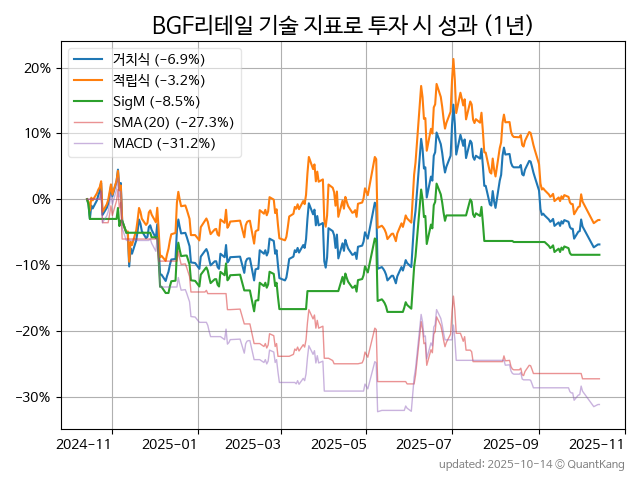 BGF리테일 기술 지표로 투자 시 성과 (1년)
거치식 (−6.9%)
적립식 (−3.2%)
SigM (−8.5%)
SMA(20) (−27.3%)
MACD (−31.2%)
20%
10%
0%
−10%
−20%
−30%
2024-11 2025-01 2025-03 2025-05 2025-07 2025-09 2025-11
updated: 2025-10-14 © QuantKang